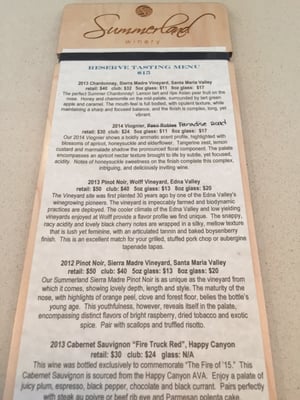 Summerland
winery
RESERVE TASTING MENU
$15
2013 Chardonnay, Sierra Madre Vineyard, Santa Maria Valley
retail: $40 club: $32 5oz glass: $11 8oz glass: $17
The perfect Summer Chardonnay! Lemon tart and ripe Asian pear fruit on the
nose. Honey and chamomile on the mid-palate, surrounded by tart green
apple and caramel. The mouth-feel is full bodied, with opulent texture, while
maintaining a sharp and focused balance, and the finish is complex, long, yet
vibrant.
2014 Viognier, Paso Robles Paradise Road
retail: $30 club: $24 5oz glass: $11 8oz glass: $17
Our 2014 Viognier shows a boldly aromatic scent profile, highlighted with
blossoms of apricot, honeysuckle and elderflower. Tangerine zest, lemon
custard and marmalade shadow the pronounced floral component. The palate
encompasses an apricot nectar texture brought to life by subtle, yet focused,
acidity. Notes of honeysuckle sweetness on the finish complete this complex,
intriguing, and deliciously inviting wine.
2013 Pinot Noir, Wolff Vineyard, Edna Valley
retail: $50 club: $40 5oz glass: $13 8oz glass: $20
The Vineyard site was first planted 30 years ago by one of the Edna Valley's
winegrowing pioneers. The vineyard is impeccably farmed and biodynamic
practices are deployed. The cooler climate of the Edna Valley and low yielding
vineyards enjoyed at Wolff provide a flavor profile we find unique. The snappy,
racy acidity and lovely black cherry notes are wrapped in a silky, mellow texture
that is lush yet feminine, with an articulated tannin and baked boysenberry
finish. This is an excellent match for your grilled, stuffed pork chop or aubergine
tapenade tapas.
2012 Pinot Noir, Sierra Madre Vineyard, Santa Maria Valley
retail: $50 club: $40 5oz glass: $13 8oz glass: $20
Our Summerland Sierra Madre Pinot Noir is as unique as the vineyard from
which it comes, showing lovely depth, length and style. The maturity of the
nose, with highlights of orange peel, clove and forest floor, belies the bottle's
young age. This youthfulness, however, reveals itself in the palate,
encompassing distinct flavors of bright raspberry, dried tobacco and exotic
spice. Pair with scallops and truffled risotto.
2013 Cabernet Sauvignon "Fire Truck Red", Happy Canyon
retail: $30 club: $24 glass: N/A
This wine was bottled exclusively to commemorate "The Fire of '15." This
Cabernet Sauvignon is sourced from the Happy Canyon AVA. Enjoy a palate of
juicy plum, espresso, black pepper, chocolate and black currant. Pairs perfectly
with steak au poivre or beef rib eye and Parmesan polenta cake.